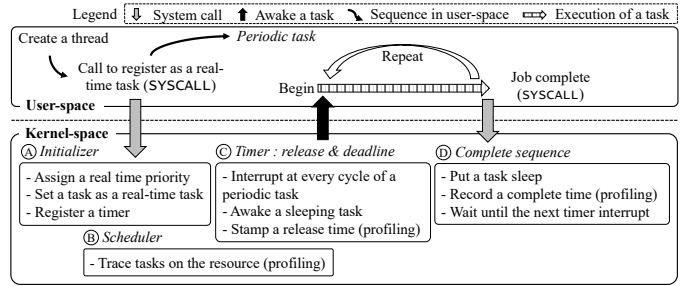 Legend
System call
Awake a task
Sequence in user-space
Execution of a task
Create a thread
Periodic task
Call to register as a real-
time task (SYSCALL)
Repeat
Begin
Job complete
(SYSCALL)
User-space
Kernel-space
A Initializer
- Assign a real time priority
- Set a task as a real-time task
- Register a timer
B Scheduler
- Trace tasks on the resource (profiling)
C Timer : release & deadline
- Interrupt at every cycle of a
periodic task
- Awake a sleeping task
- Stamp a release time (profiling)
D Complete sequence
- Put a task sleep
- Record a complete time (profiling)
- Wait until the next timer interrupt